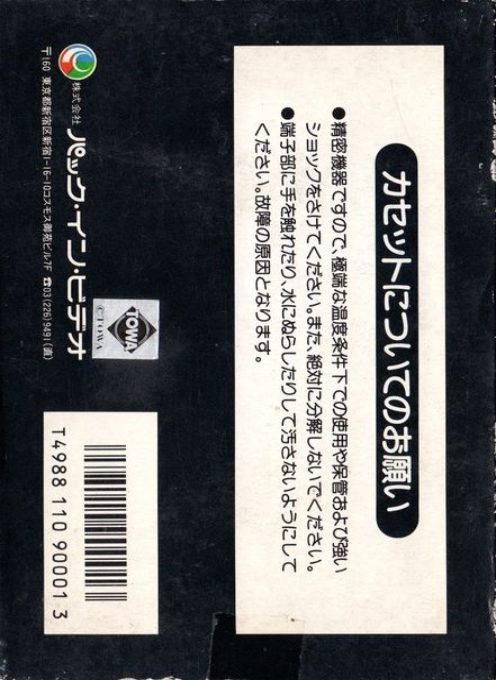 カセットについてのお願い
●精密機器ですので、極端な温度条件下での使用や保管および強い
ショックをさけてください。また、絶対に分解しないでください。
●端子部に手を触れたり、水にぬらしたりして汚さないようにして
ください。故障の原因となります。
TOWA
©TOWA
株式会社 パック・イン・ビデオ
〒160 東京都新宿区新宿1-16-10コスモス御苑ビル7F ☎03(226)9491(直)
T4988 110 90001 3